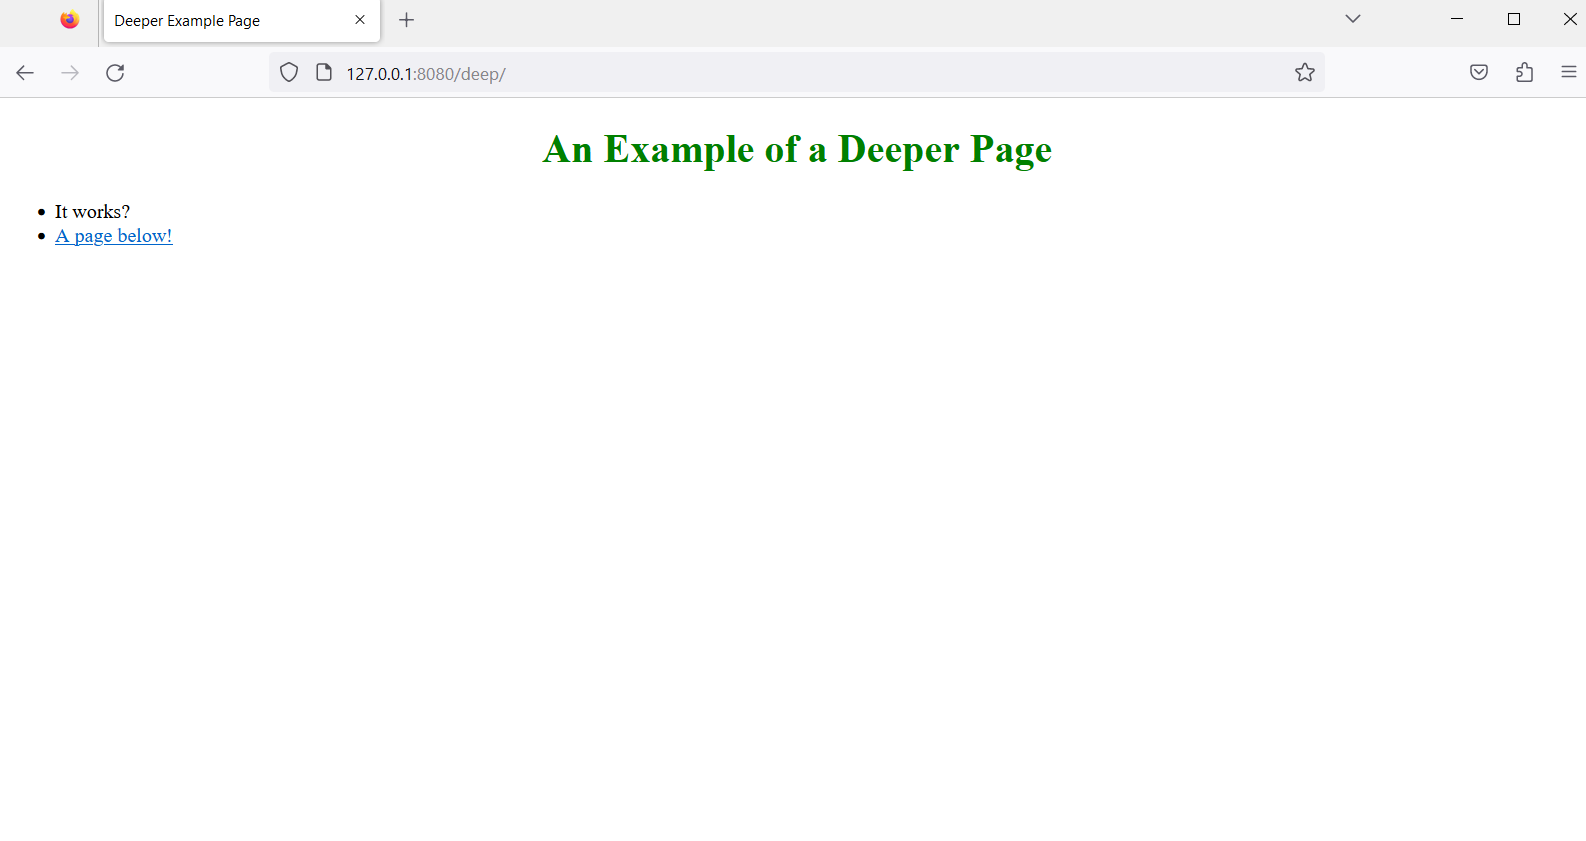 Deeper Example Page
127.0.0.1:8080/deep/
An Example of a Deeper Page
It works?
A page below!